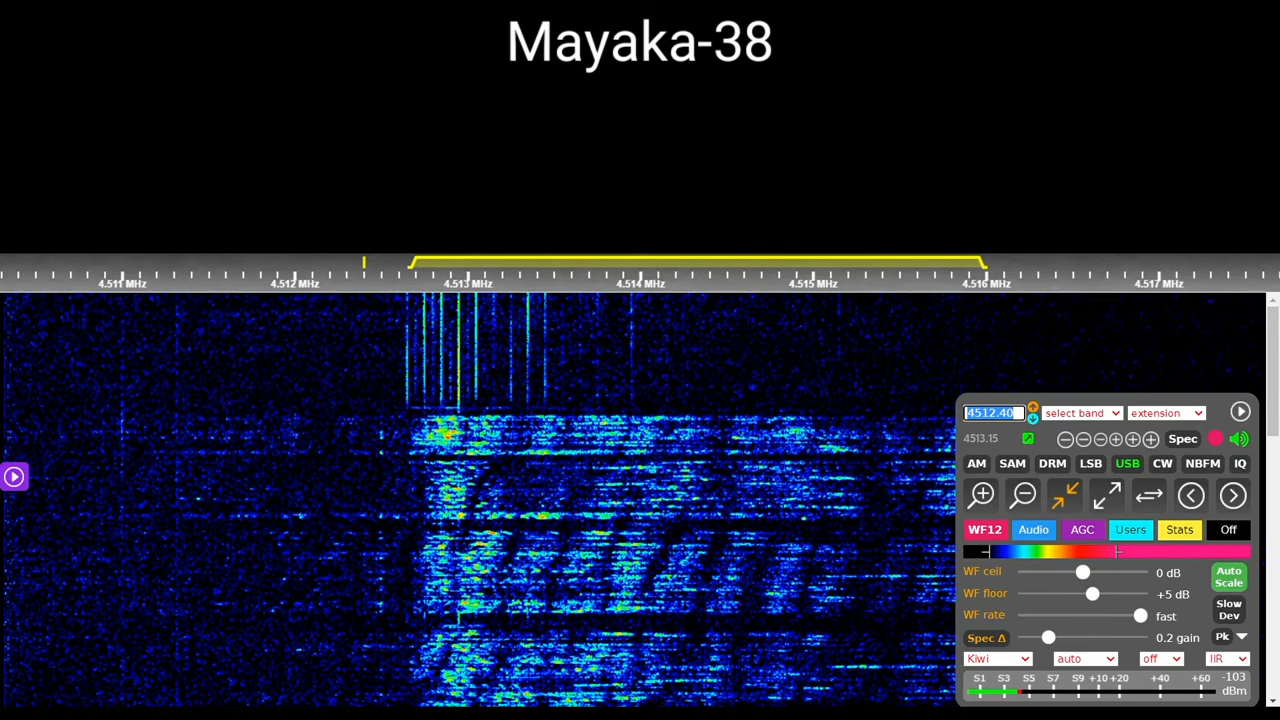 Mayaka-38
4.511 MHz 4.512 MHz 4.513 MHz 4.514 MHz 4.515 MHz 4.516 MHz 4.517 MHz
4512.40 select band extension
4513.15 Spec
AM SAM DRM LSB USB CW NBFM IQ
WF12 Audio AGC Users Stats Off
WF ceil 0 dB Auto Scale
WF floor +5 dB
WF rate fast Slow Dev
Spec Δ 0.2 gain Pk
Kiwi auto off IIR
S1 S3 S5 S7 S9 +10 +20 +40 +60 -103
dBm